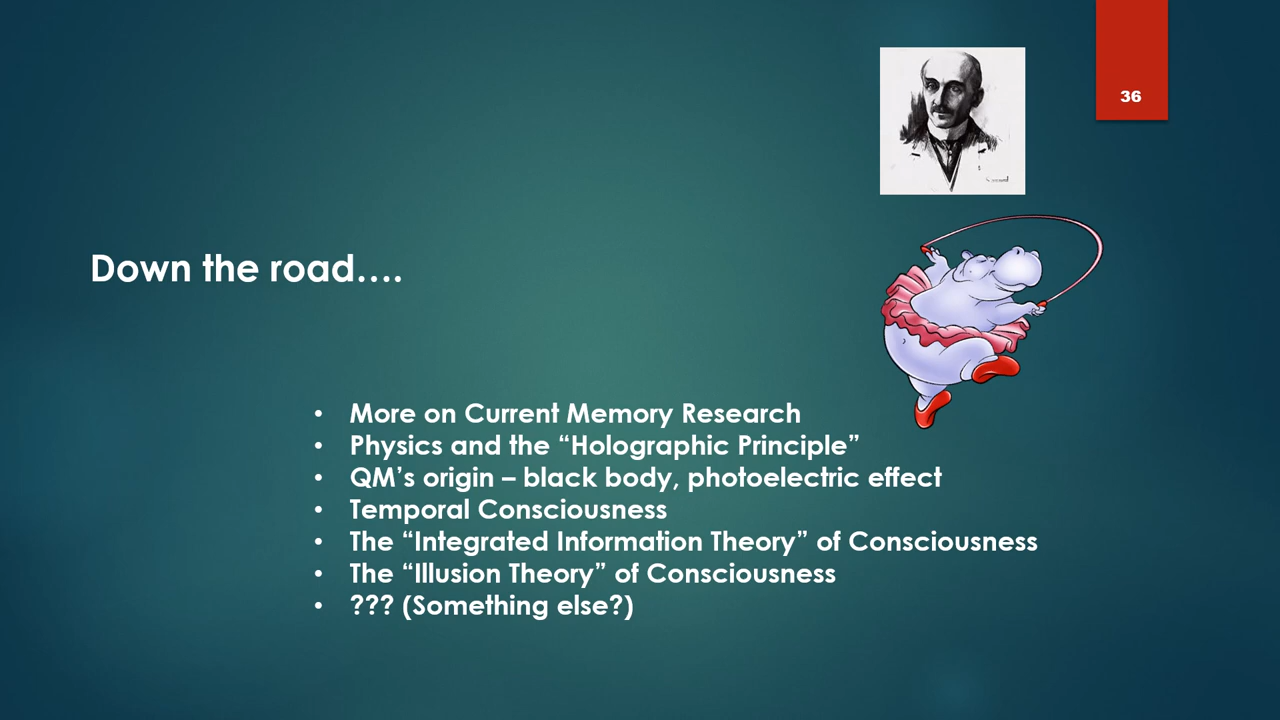 36
Down the road….
• More on Current Memory Research
• Physics and the “Holographic Principle”
• QM’s origin – black body, photoelectric effect
• Temporal Consciousness
• The “Integrated Information Theory” of Consciousness
• The “Illusion Theory” of Consciousness
• ??? (Something else?)